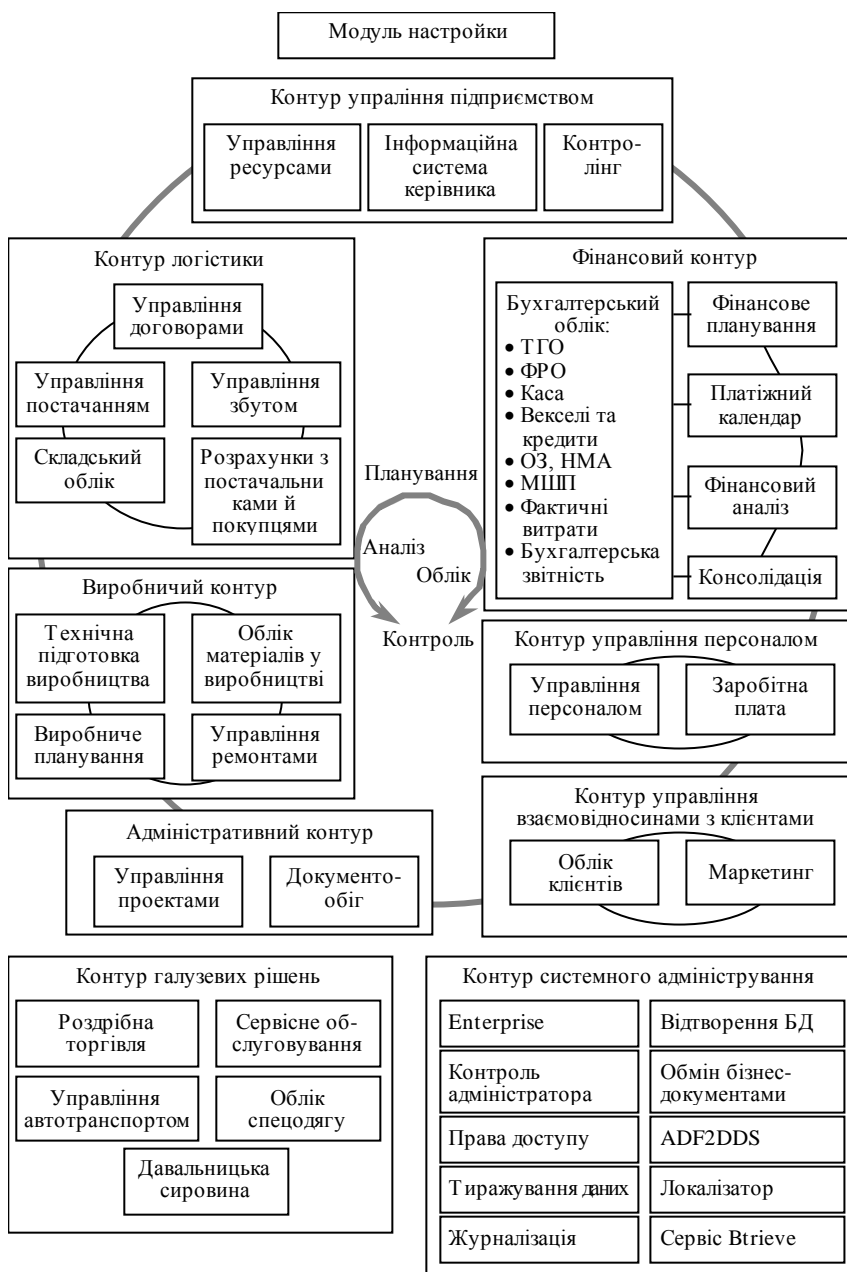 Модуль настройки
Контур упраління підприємством
Управління
ресурсами
Інформаційна
система
керівника
Контро-
лінг
Контур логістики
Управління
договорами
Управління
постачанням
Управління
збутом
Складський
облік
Розрахунки з
постачальни
ками й
покупцями
Фінансовий контур
Бухгалтерський
облік:
• ТГО
• ФРО
• Каса
• Векселі та
кредити
• ОЗ, НМА
• МШП
• Фактичні
витрати
• Бухгалтерська
звітність
Фінансове
планування
Платіжний
календар
Фінансовий
аналіз
Консолідація
Планування
Аналіз
Облік
Контроль
Виробничий контур
Технічна
підготовка
виробництва
Облік
матеріалів у
виробництві
Виробниче
планування
Управління
ремонтами
Контур управління персоналом
Управління
персоналом
Заробітна
плата
Контур управління
взаємовідносинами з клієнтами
Облік
клієнтів
Маркетинг
Адміністративний контур
Управління
проектами
Документо-
обіг
Контур галузевих рішень
Роздрібна
торгівля
Сервісне об-
слуговування
Управління
автотранспортом
Облік
спецодягу
Давальницька
сировина
Контур системного адміністрування
Enterprise
Відтворення БД
Контроль
адміністратора
Обмін бізнес-
документами
Права доступу
ADF2DDS
Тиражування даних
Локалізатор
Журналізація
Сервіс Btrieve